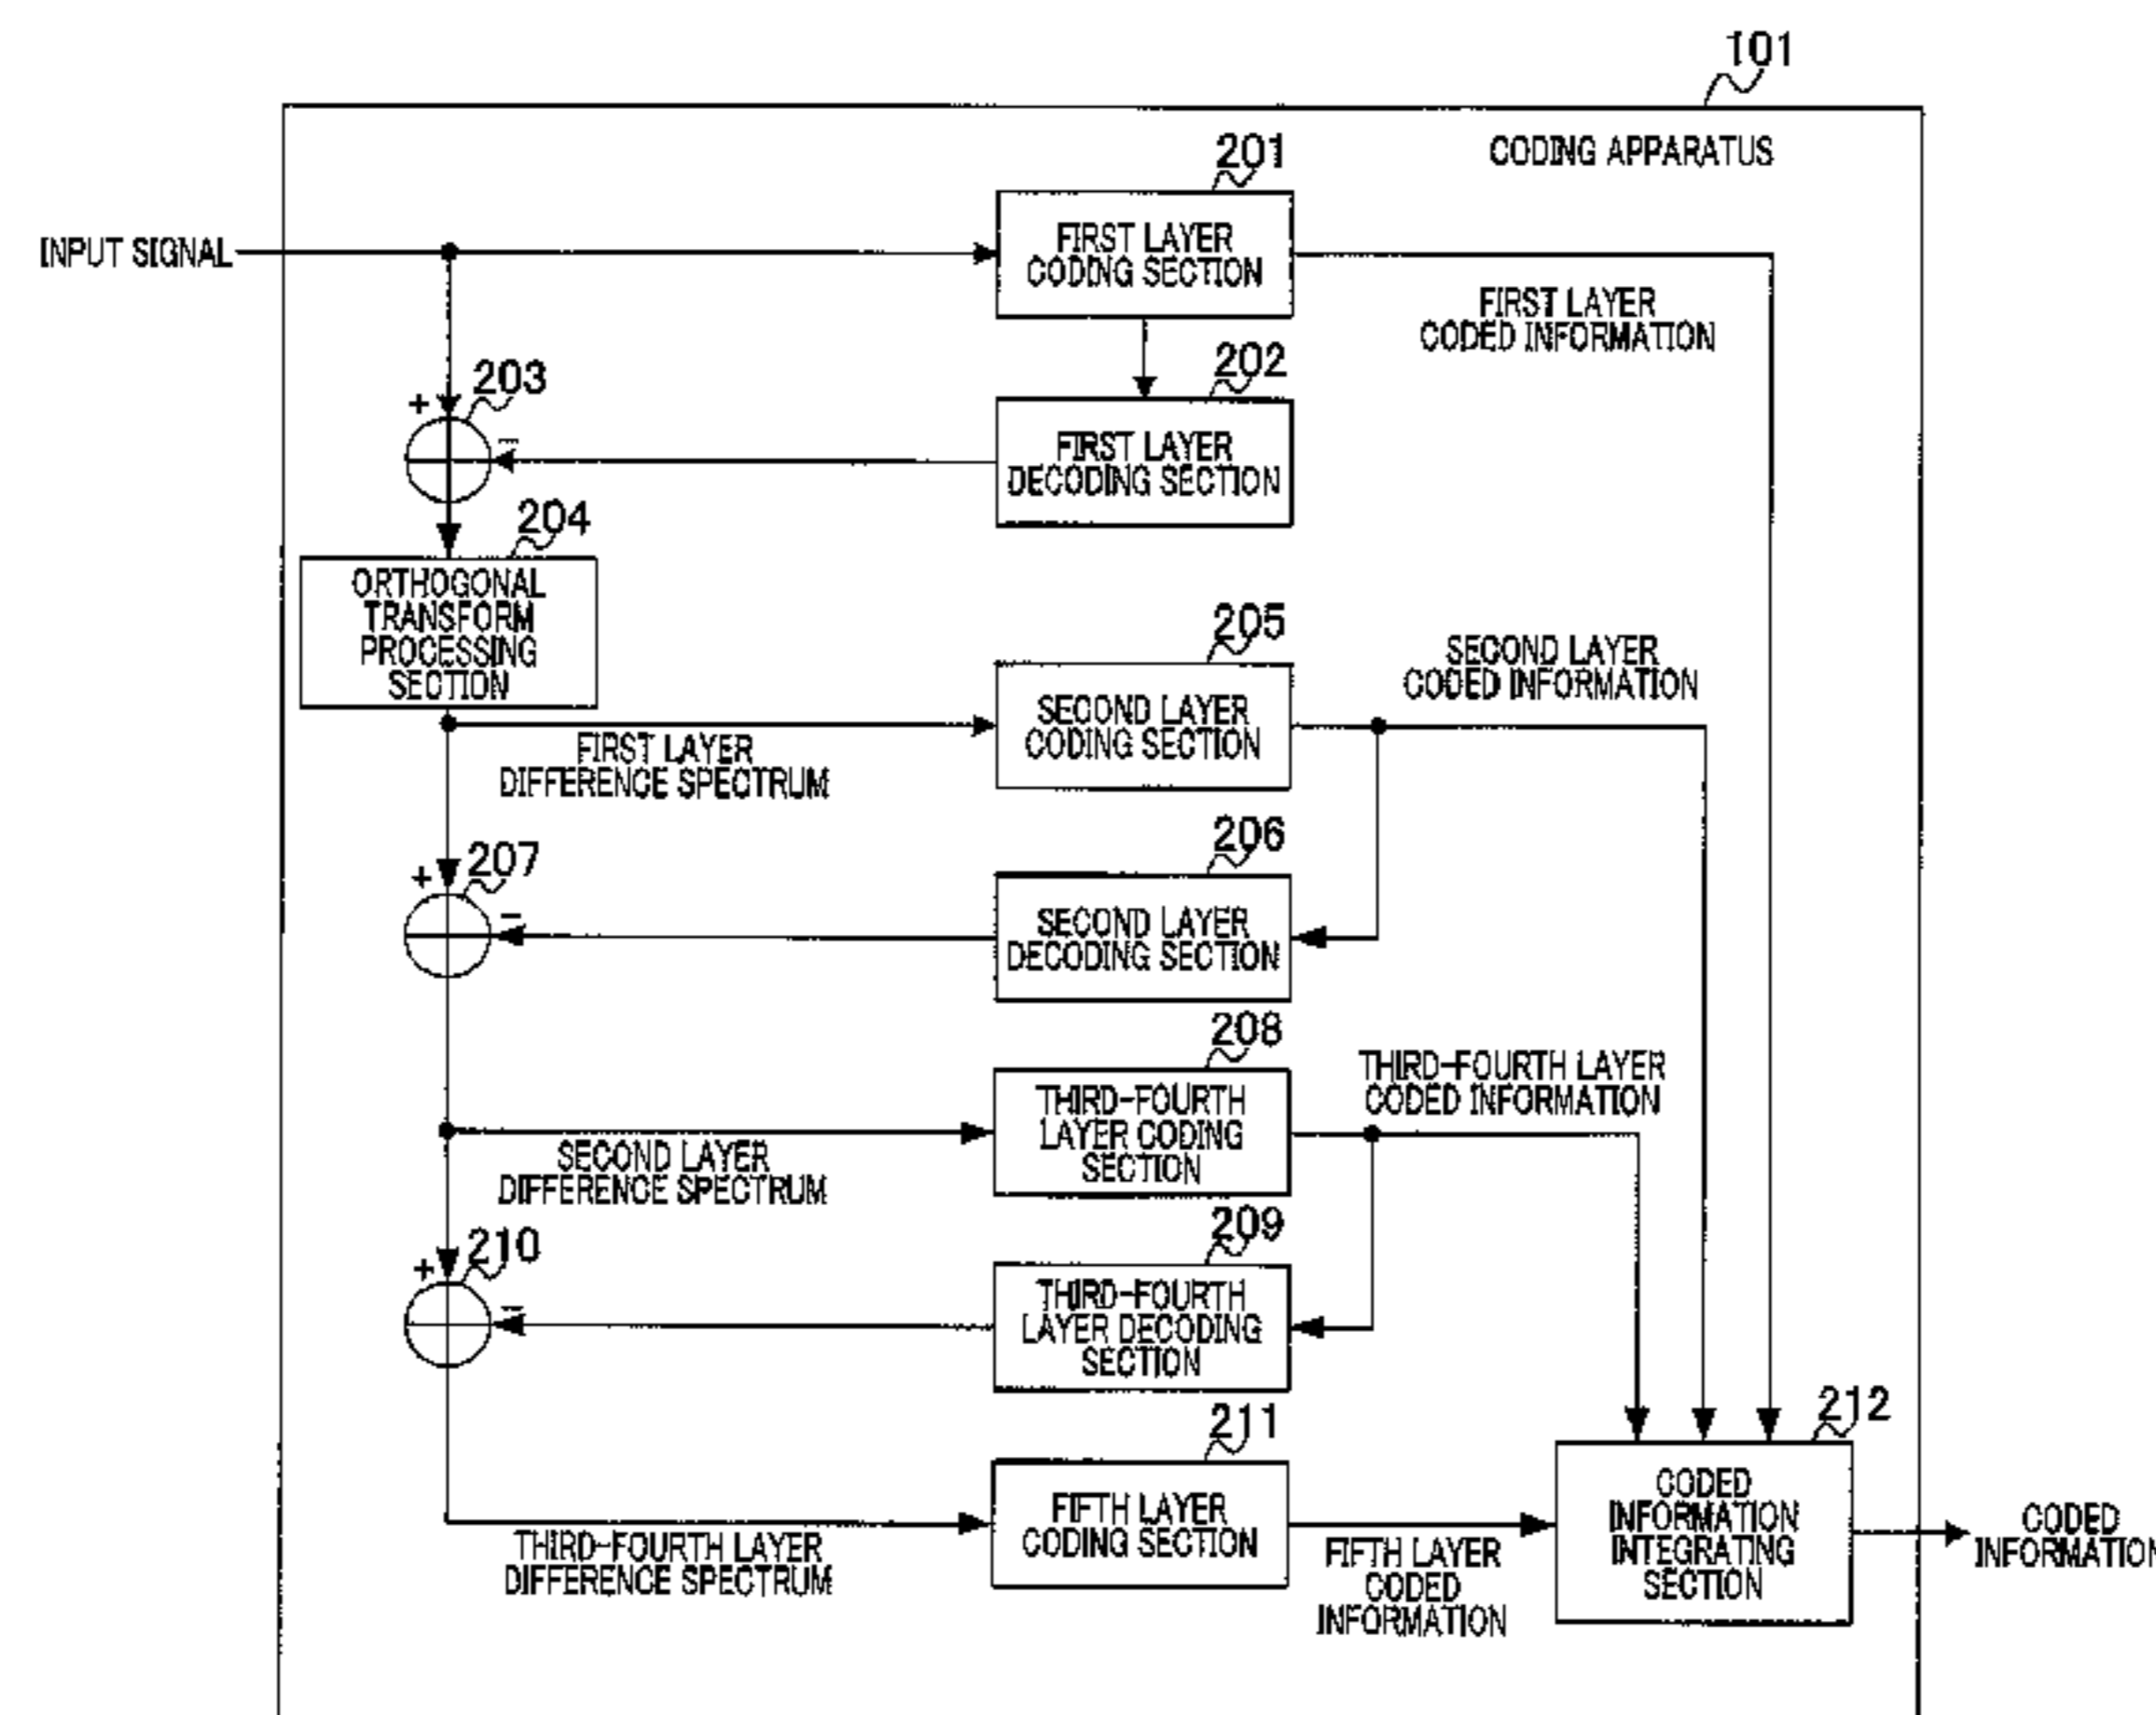 101
CODING APPARATUS
201
INPUT SIGNAL
FIRST LAYER
CODING SECTION
FIRST LAYER
CODED INFORMATION
202
203
+
−
FIRST LAYER
DECODING SECTION
204
ORTHOGONAL
TRANSFORM
PROCESSING
SECTION
205
SECOND LAYER
CODED INFORMATION
SECOND LAYER
CODING SECTION
FIRST LAYER
DIFFERENCE SPECTRUM
206
207
+
−
SECOND LAYER
DECODING SECTION
208
THIRD-FOURTH LAYER
CODED INFORMATION
THIRD-FOURTH
LAYER CODING
SECTION
SECOND LAYER
DIFFERENCE SPECTRUM
209
210
+
−
THIRD-FOURTH
LAYER DECODING
SECTION
211
212
FIFTH LAYER
CODING SECTION
CODED
INFORMATION
INTEGRATING
SECTION
CODED
INFORMATION
THIRD-FOURTH LAYER
DIFFERENCE SPECTRUM
FIFTH LAYER
CODED
INFORMATION